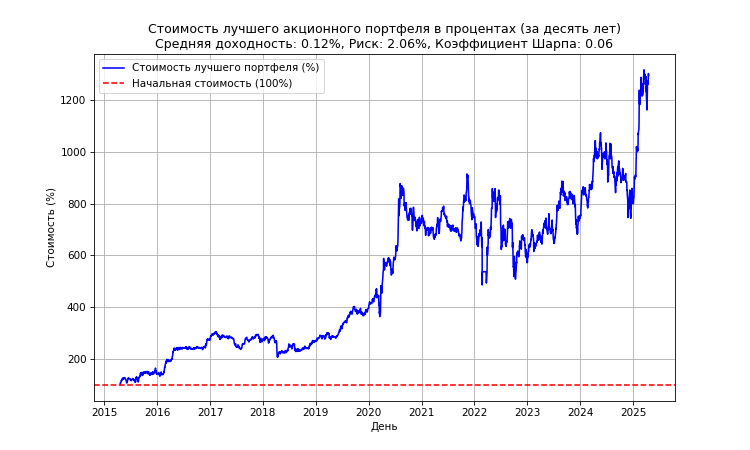 Стоимость лучшего акционного портфеля в процентах (за десять лет)
Средняя доходность: 0.12%, Риск: 2.06%, Коэффициент Шарпа: 0.06
Стоимость лучшего портфеля (%)
Начальная стоимость (100%)
Стоимость (%)
1200
1000
800
600
400
200
2015 2016 2017 2018 2019 2020 2021 2022 2023 2024 2025
День